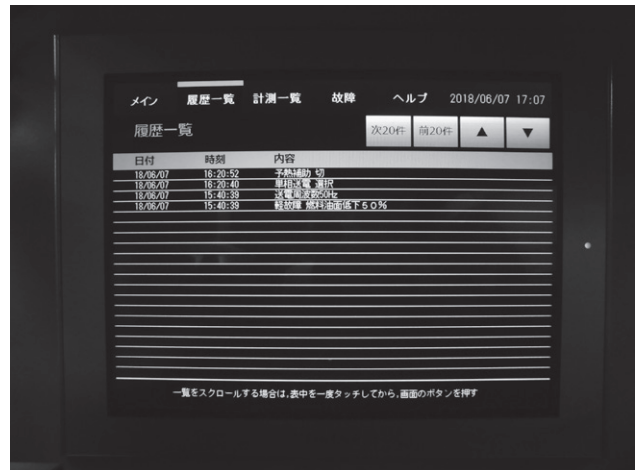 メイン 履歴一覧 計測一覧 故障 ヘルプ 2018/06/07 17:07
履歴一覧 次20件 前20件 ▲ ▼
日付 時刻 内容
18/06/07 16:20:52 予熱補助 切
18/06/07 16:20:40 単相送電 選択
18/06/07 15:40:39 送電周波数50Hz
18/06/07 15:40:39 軽故障 燃料油面低下50%
一覧をスクロールする場合は,表中を一度タッチしてから,画面のボタンを押す